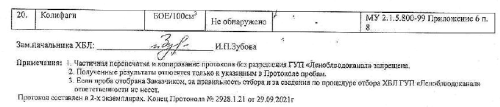 20. Колифаги БОЕ/100см³ Не обнаружено МУ 2.1.5.800-99 Приложение 6 п. 8
Зам.начальника ХБЛ: И.П.Зубова
Примечания: 1. Частичная перепечатка и копирование протокола без разрешения ГУП «Леноблводоканал» запрещена.
2. Полученные результаты относятся только к указанным в Протоколе пробам.
3. Если проба отобрана Заказчиком, за правильность отбора и за сведения по процедуре отбора ХБЛ ГУП «Леноблводоканал»
ответственности не несет.
Протокол составлен в 2-х экземплярах. Конец Протокола № 2928.1.21 от 29.09.2021г